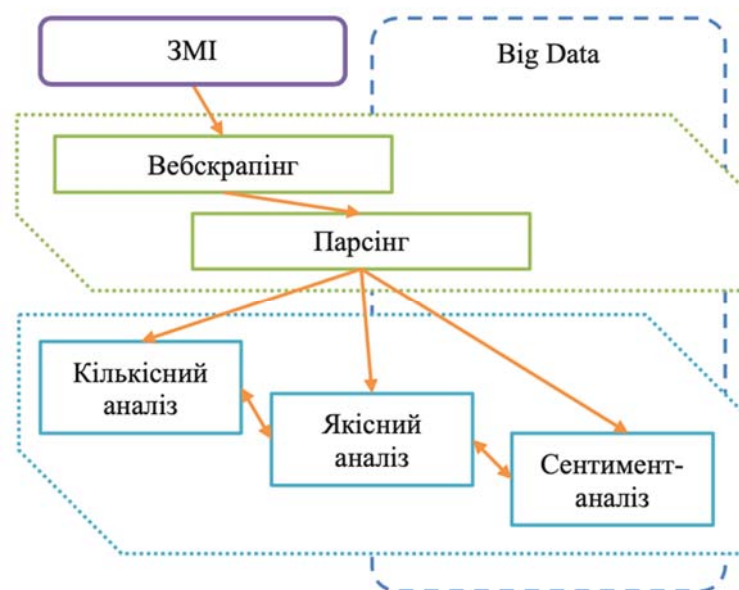 ЗМІ
Big Data
Вебскрапінг
Парсінг
Кількісний
аналіз
Якісний
аналіз
Сентимент-
аналіз